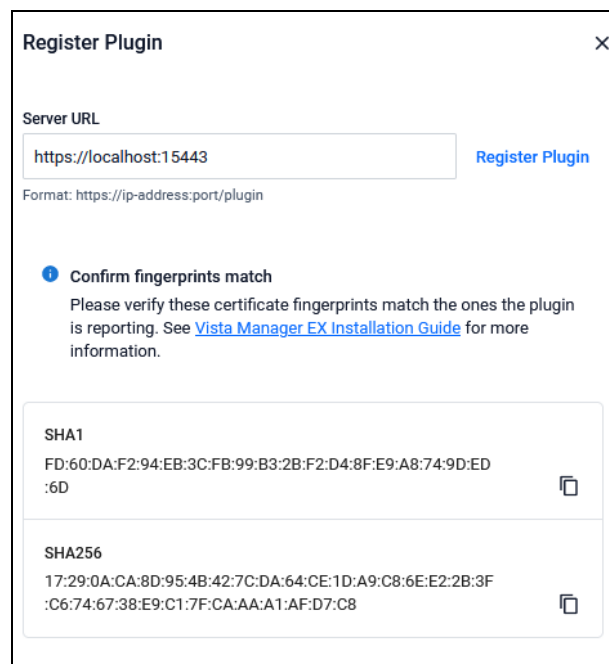 Register Plugin
Server URL
https://localhost:15443
Register Plugin
Format: https://ip-address:port/plugin
Confirm fingerprints match
Please verify these certificate fingerprints match the ones the plugin
is reporting. See Vista Manager EX Installation Guide for more
information.
SHA1
FD:60:DA:F2:94:EB:3C:FB:99:B3:2B:F2:D4:8F:E9:A8:74:9D:ED
:6D
SHA256
17:29:0A:CA:8D:95:4B:42:7C:DA:64:CE:1D:A9:C8:6E:E2:2B:3F
:C6:74:67:38:E9:C1:7F:CA:AA:A1:AF:D7:C8